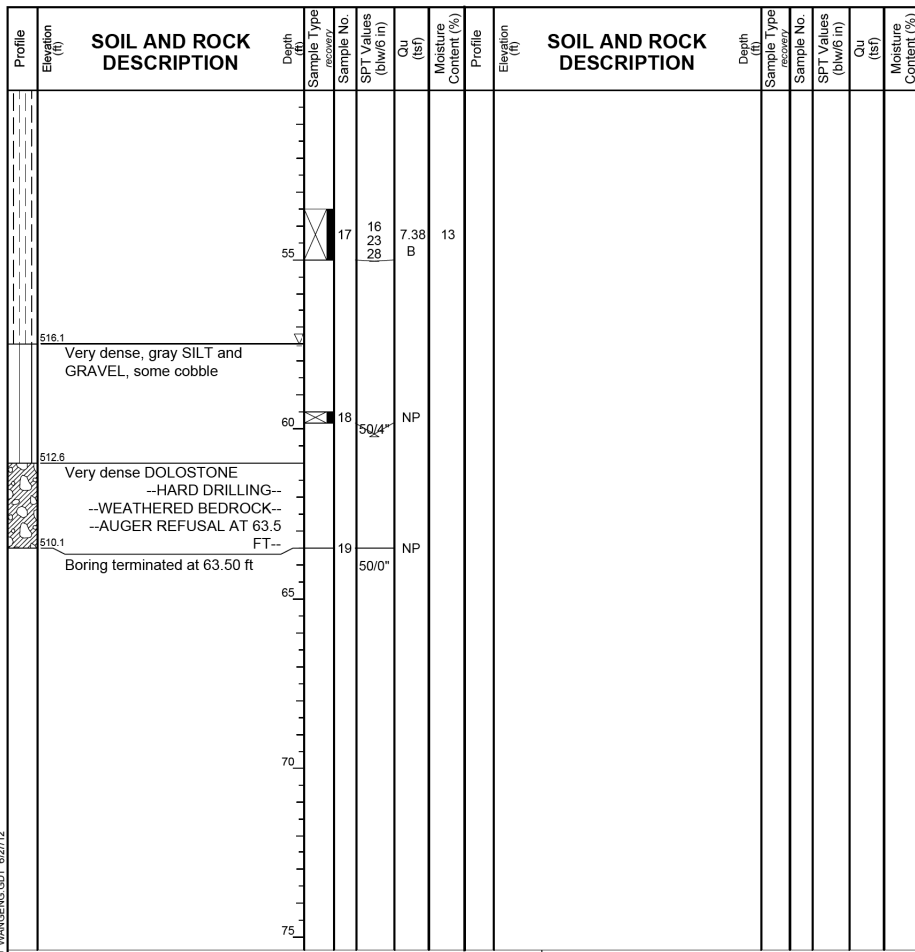 Profile
Elevation
(ft)
SOIL AND ROCK
DESCRIPTION
Depth
(ft)
Sample Type
recovery
Sample No.
SPT Values
(blw/6 in)
Qu
(tsf)
Moisture
Content (%)
Profile
Elevation
(ft)
SOIL AND ROCK
DESCRIPTION
Depth
(ft)
Sample Type
recovery
Sample No.
SPT Values
(blw/6 in)
Qu
(tsf)
Moisture
Content (%)
55
17
16
23
28
7.38
B
13
516.1
Very dense, gray SILT and
GRAVEL, some cobble
60
18
50/4"
NP
512.6
Very dense DOLOSTONE
--HARD DRILLING--
--WEATHERED BEDROCK--
--AUGER REFUSAL AT 63.5
FT--
510.1
19
50/0"
NP
Boring terminated at 63.50 ft
65
70
75
WANGENG.GDT 6/27/12